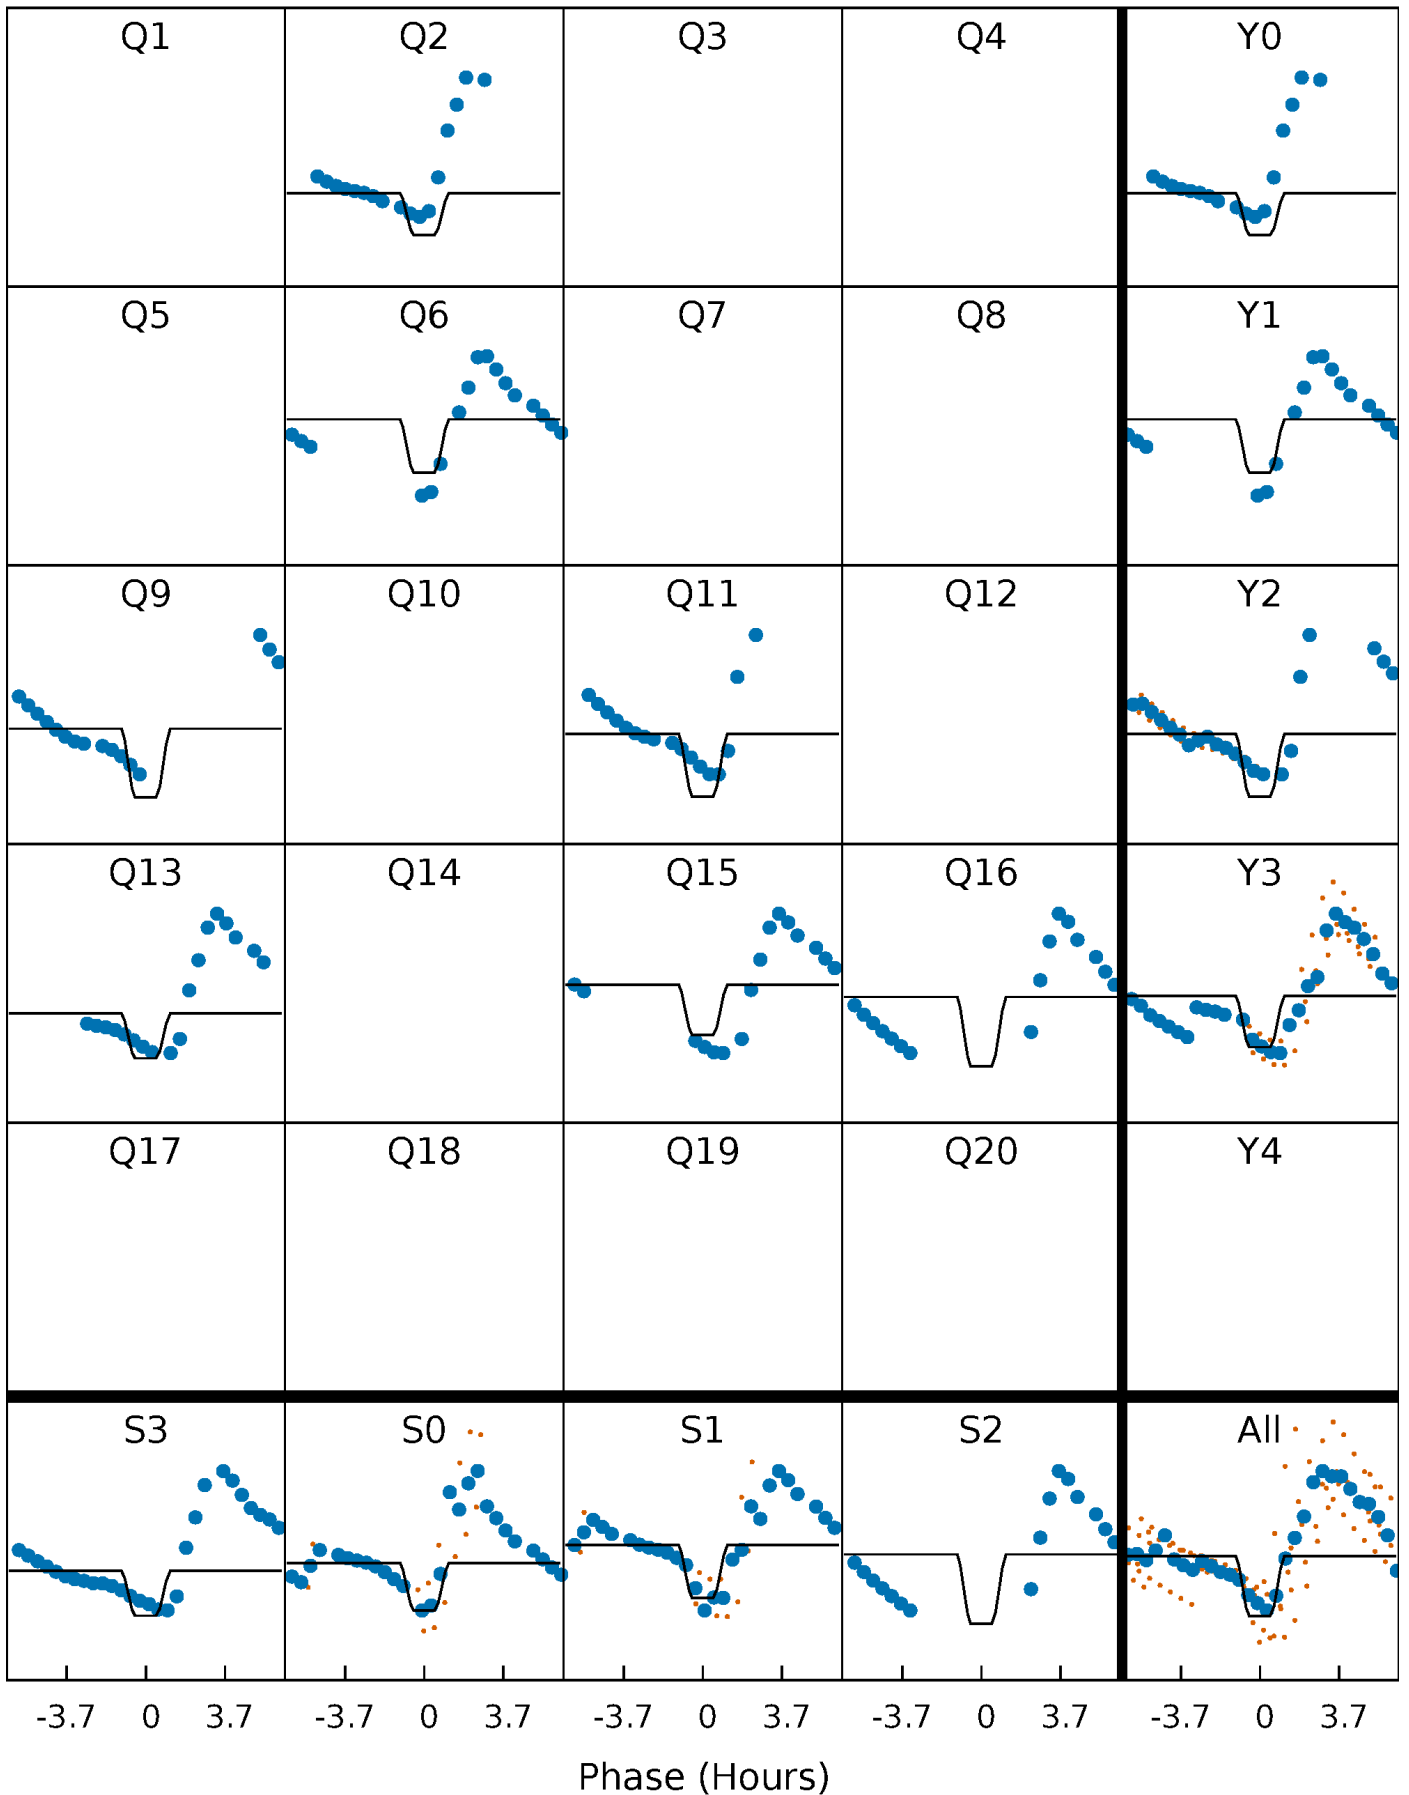 Q1 Q2 Q3 Q4 Y0
Q5 Q6 Q7 Q8 Y1
Q9 Q10 Q11 Q12 Y2
Q13 Q14 Q15 Q16 Y3
Q17 Q18 Q19 Q20 Y4
S3 S0 S1 S2 All
-3.7 0 3.7 -3.7 0 3.7 -3.7 0 3.7 -3.7 0 3.7 -3.7 0 3.7
Phase (Hours)